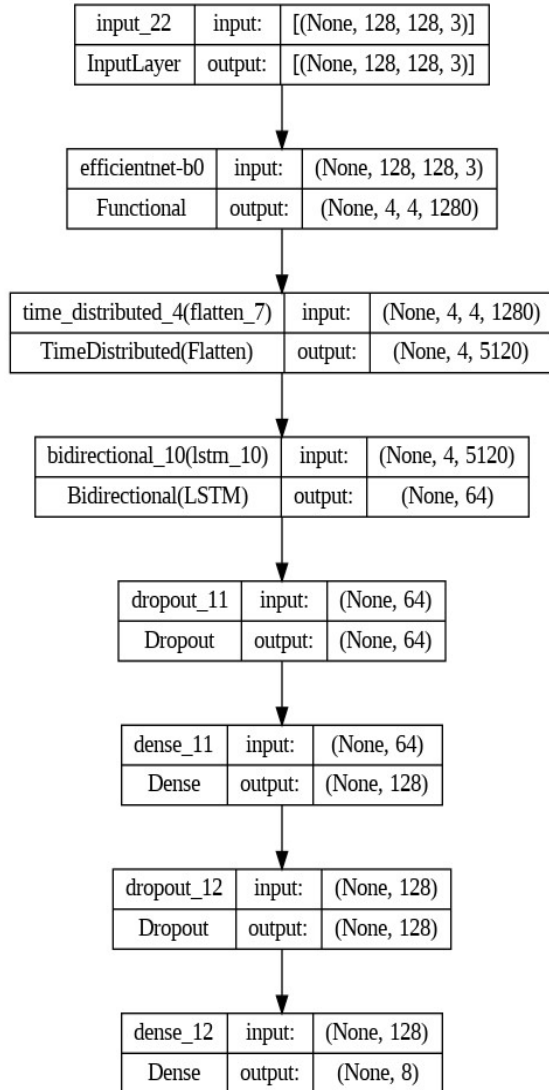 input_22 input: [(None, 128, 128, 3)]
InputLayer output: [(None, 128, 128, 3)]
efficientnet-b0 input: (None, 128, 128, 3)
Functional output: (None, 4, 4, 1280)
time_distributed_4(flatten_7) input: (None, 4, 4, 1280)
TimeDistributed(Flatten) output: (None, 4, 5120)
bidirectional_10(lstm_10) input: (None, 4, 5120)
Bidirectional(LSTM) output: (None, 64)
dropout_11 input: (None, 64)
Dropout output: (None, 64)
dense_11 input: (None, 64)
Dense output: (None, 128)
dropout_12 input: (None, 128)
Dropout output: (None, 128)
dense_12 input: (None, 128)
Dense output: (None, 8)